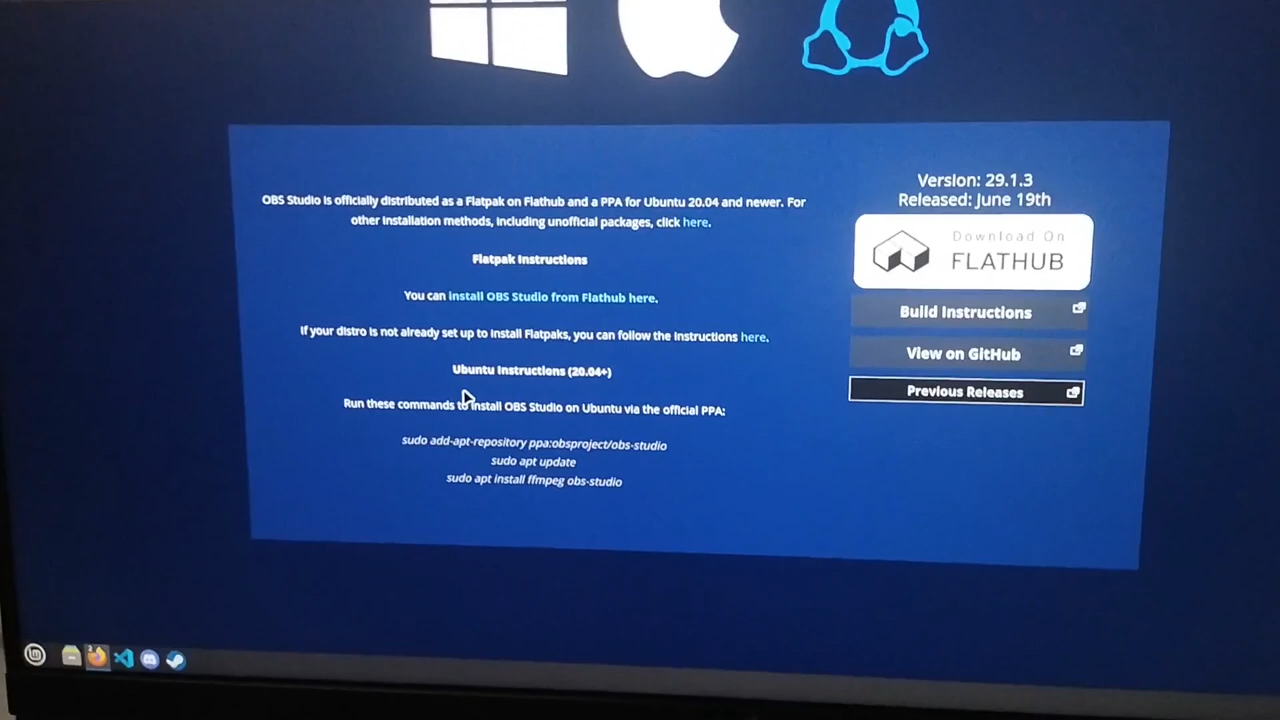 OBS Studio is officially distributed as a Flatpak on Flathub and a PPA for Ubuntu 20.04 and newer. For
other installation methods, including unofficial packages, click here.
Flatpak Instructions
You can install OBS Studio from Flathub here.
If your distro is not already set up to install Flatpaks, you can follow the instructions here.
Ubuntu Instructions (20.04+)
Run these commands to install OBS Studio on Ubuntu via the official PPA:
sudo add-apt-repository ppa:obsproject/obs-studio
sudo apt update
sudo apt install ffmpeg obs-studio
Version: 29.1.3
Released: June 19th
Download On
FLATHUB
Build Instructions
View on GitHub
Previous Releases